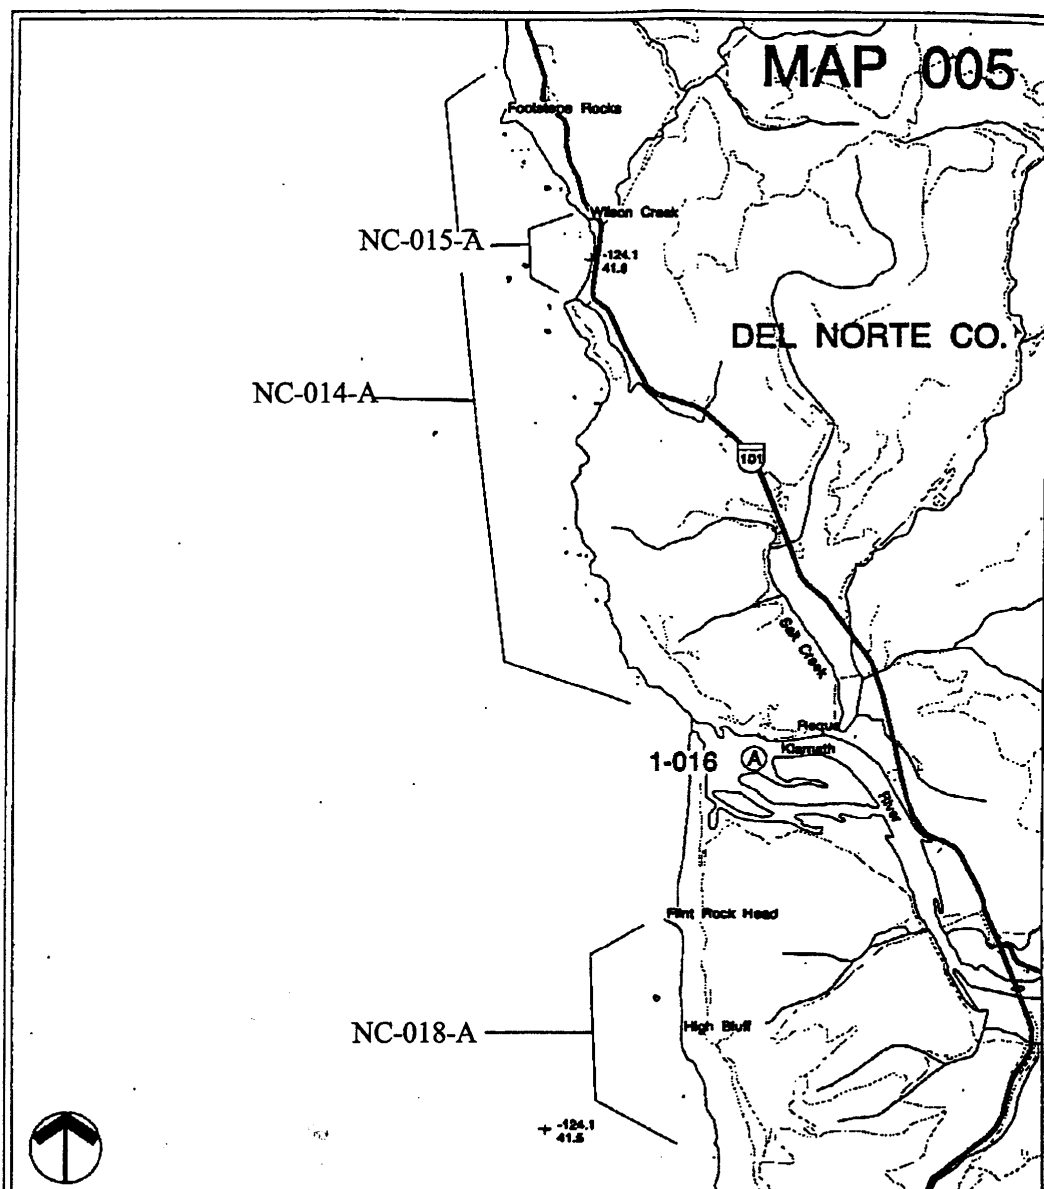 MAP 005
Footsteps Rocks
Wilson Creek
NC-015-A
-124.1
41.6
DEL NORTE CO.
NC-014-A
101
Salt Creek
Requa
Klamath
1-016 A
River
Flint Rock Head
High Bluff
NC-018-A
-124.1
41.5